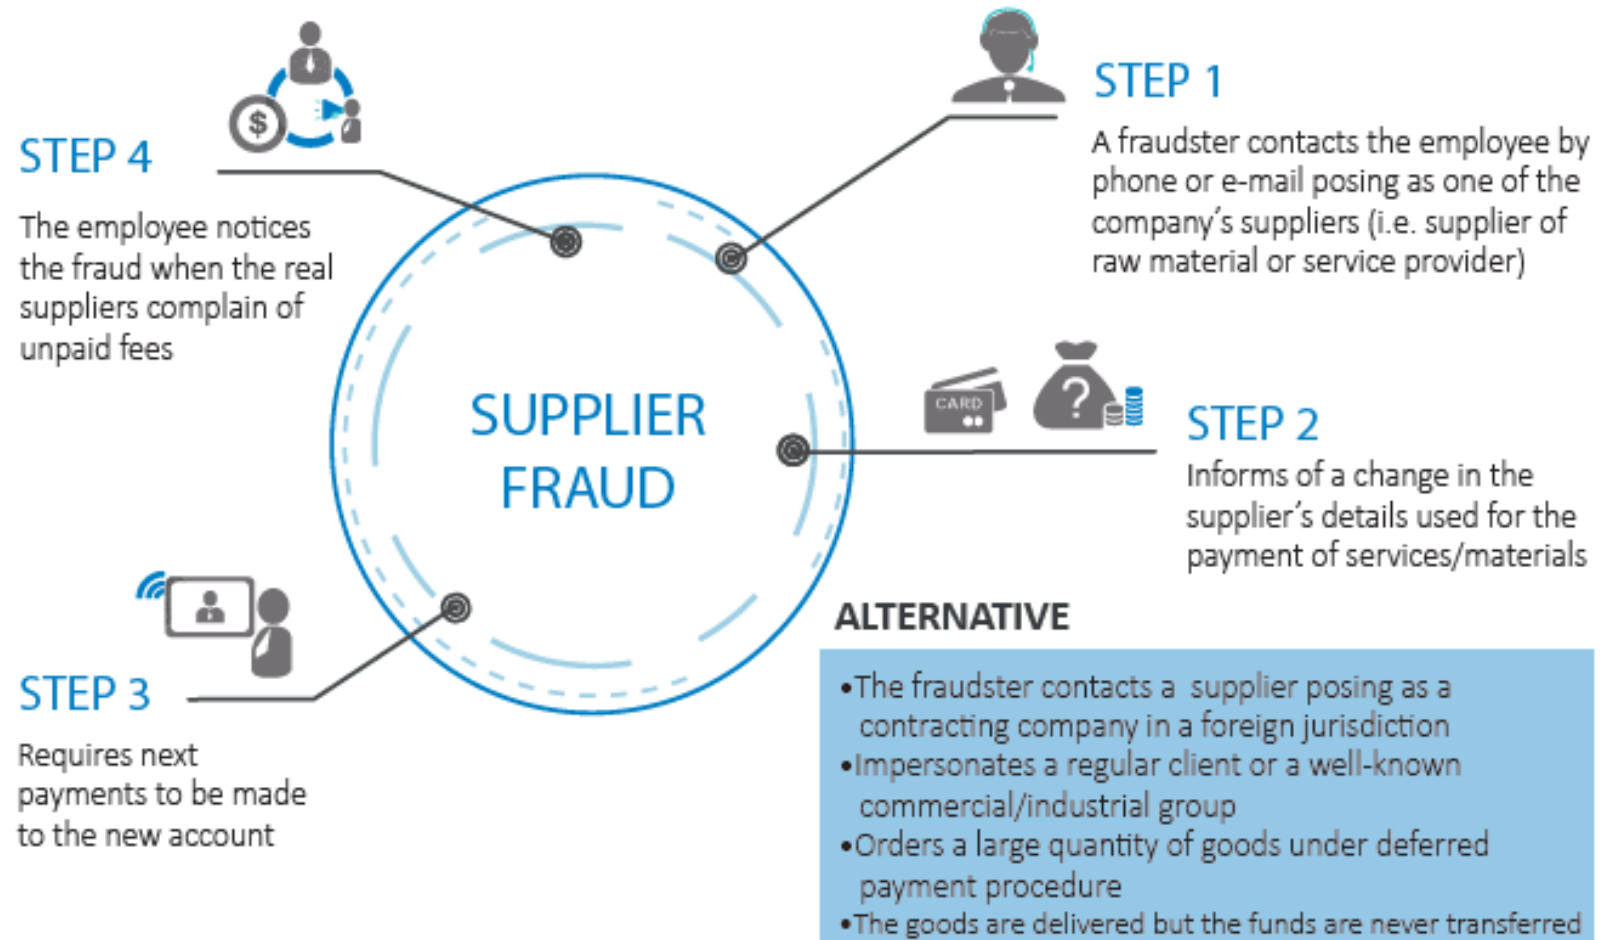 STEP 1
A fraudster contacts the employee by
phone or e-mail posing as one of the
company's suppliers (i.e. supplier of
raw material or service provider)
CARD
?
STEP 2
Informs of a change in the
supplier's details used for the
payment of services/materials
STEP 3
Requires next
payments to be made
to the new account
$
STEP 4
The employee notices
the fraud when the real
suppliers complain of
unpaid fees
SUPPLIER
FRAUD
ALTERNATIVE
•The fraudster contacts a supplier posing as a
contracting company in a foreign jurisdiction
•Impersonates a regular client or a well-known
commercial/industrial group
•Orders a large quantity of goods under deferred
payment procedure
•The goods are delivered but the funds are never transferred